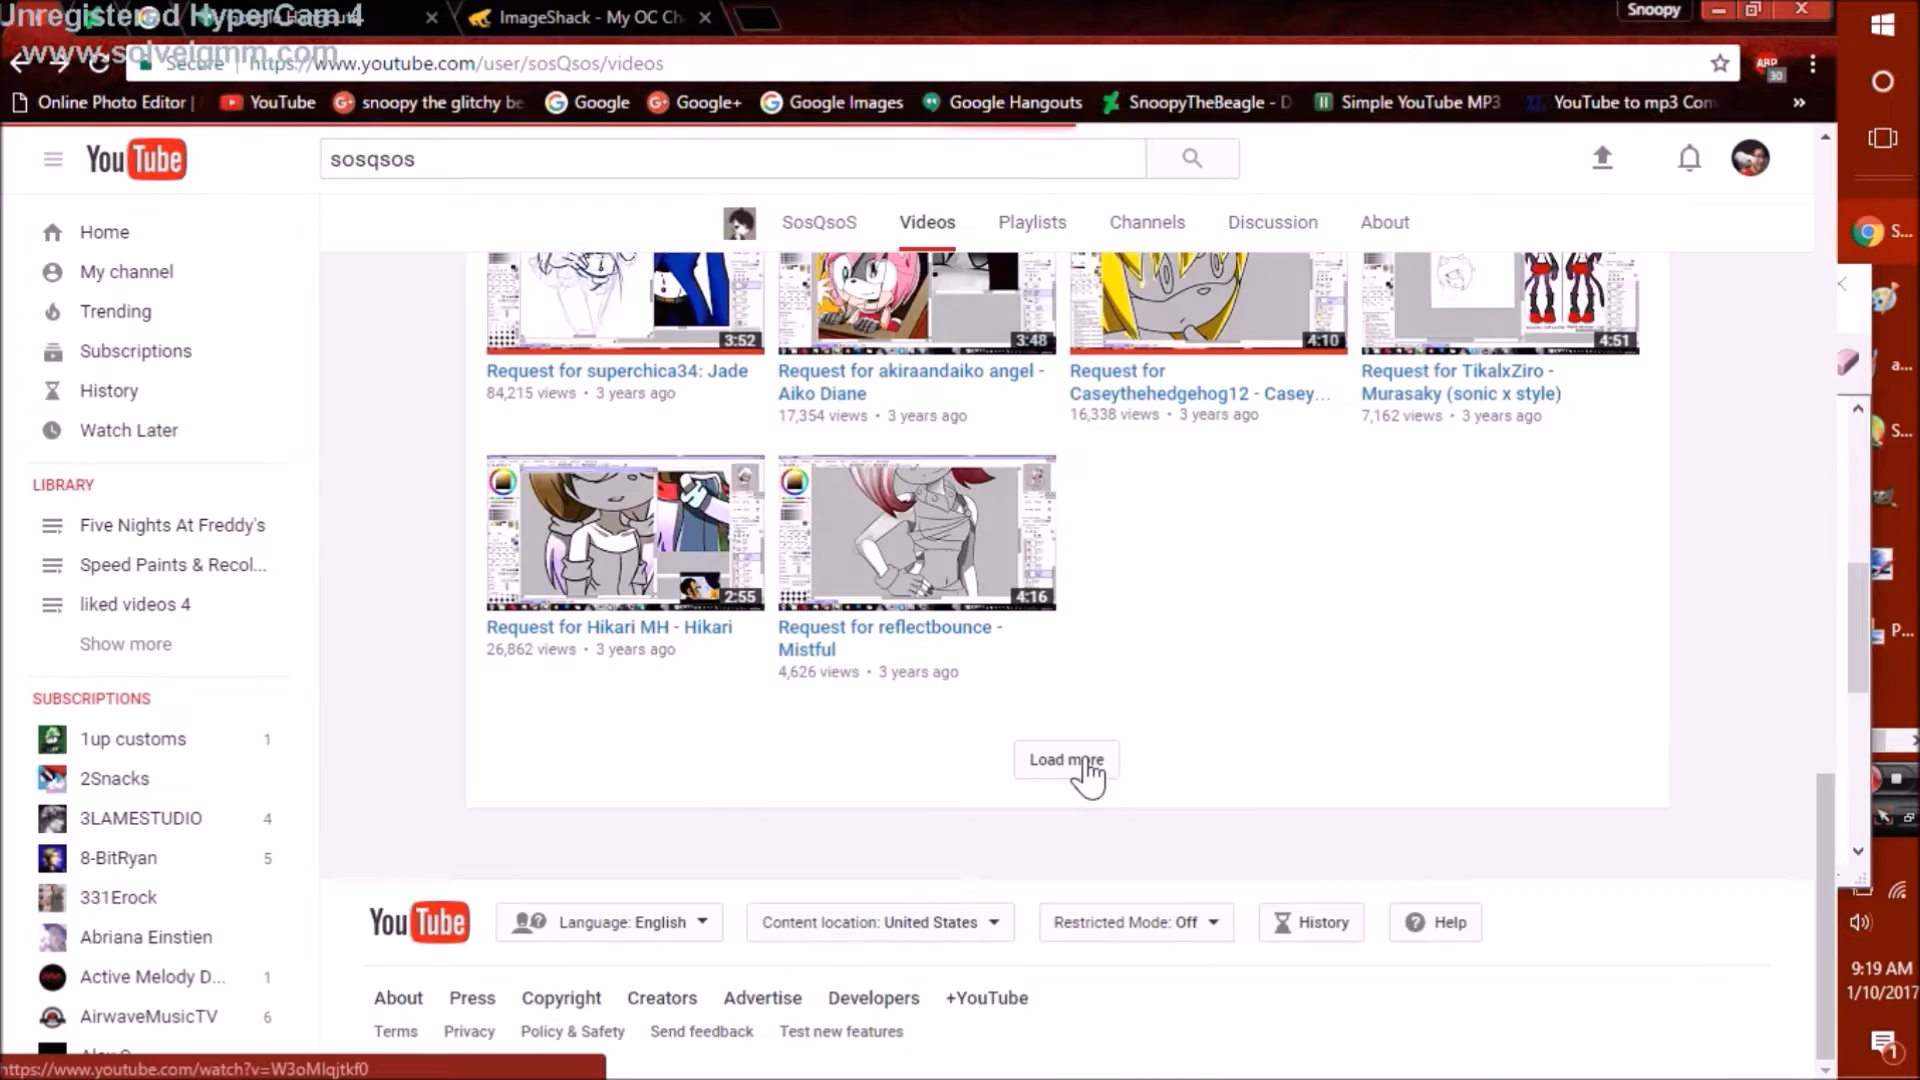 Unregistered HyperCam 4
www.solveigmm.com
ImageShack - My OC Ch
Snoopy
Secure
https://www.youtube.com/user/sosQsos/videos
ABP
30
Online Photo Editor |
YouTube
snoopy the glitchy be
Google
Google+
Google Images
Google Hangouts
SnoopyTheBeagle - D
Simple YouTube MP3
YouTube to mp3 Con
»
YouTube
sosqsos
SosQsoS
Videos
Playlists
Channels
Discussion
About
Home
My channel
Trending
Subscriptions
History
Watch Later
LIBRARY
Five Nights At Freddy's
Speed Paints & Recol...
liked videos 4
Show more
SUBSCRIPTIONS
1up customs 1
2Snacks
3LAMESTUDIO 4
8-BitRyan 5
331Erock
Abriana Einstien
Active Melody D... 1
AirwaveMusicTV 6
3:52
Request for superchica34: Jade
84,215 views • 3 years ago
3:48
Request for akiraandaiko angel -
Aiko Diane
17,354 views • 3 years ago
4:10
Request for
Caseythehedgehog12 - Casey...
16,338 views • 3 years ago
4:51
Request for TikalxZiro -
Murasaky (sonic x style)
7,162 views • 3 years ago
2:55
Request for Hikari MH - Hikari
26,862 views • 3 years ago
4:16
Request for reflectbounce -
Mistful
4,626 views • 3 years ago
Load more
YouTube
Language: English
Content location: United States
Restricted Mode: Off
History
Help
About
Press
Copyright
Creators
Advertise
Developers
+YouTube
Terms
Privacy
Policy & Safety
Send feedback
Test new features
https://www.youtube.com/watch?v=W3oMlqjtkf0
S...
a...
S...
P...
9:19 AM
1/10/2017
1